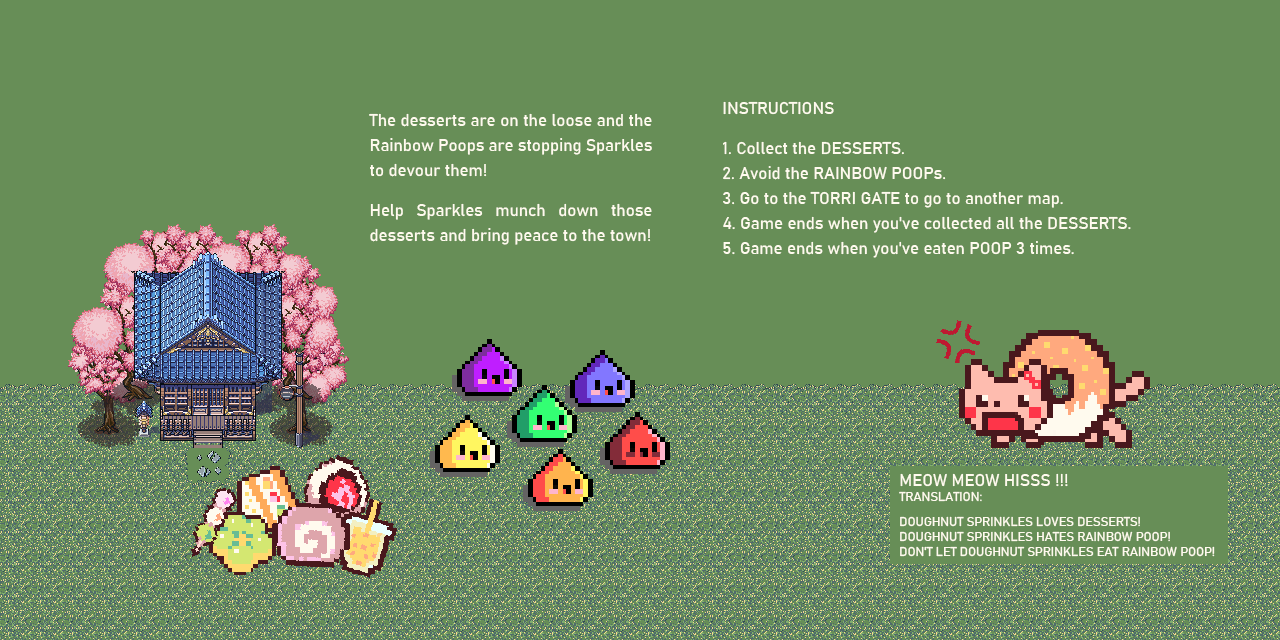 The desserts are on the loose and the
Rainbow Poops are stopping Sparkles
to devour them!
Help Sparkles munch down those
desserts and bring peace to the town!
INSTRUCTIONS
1. Collect the DESSERTS.
2. Avoid the RAINBOW POOPs.
3. Go to the TORRI GATE to go to another map.
4. Game ends when you've collected all the DESSERTS.
5. Game ends when you've eaten POOP 3 times.
MEOW MEOW HISSS !!!
TRANSLATION:
DOUGHNUT SPRINKLES LOVES DESSERTS!
DOUGHNUT SPRINKLES HATES RAINBOW POOP!
DON'T LET DOUGHNUT SPRINKLES EAT RAINBOW POOP!